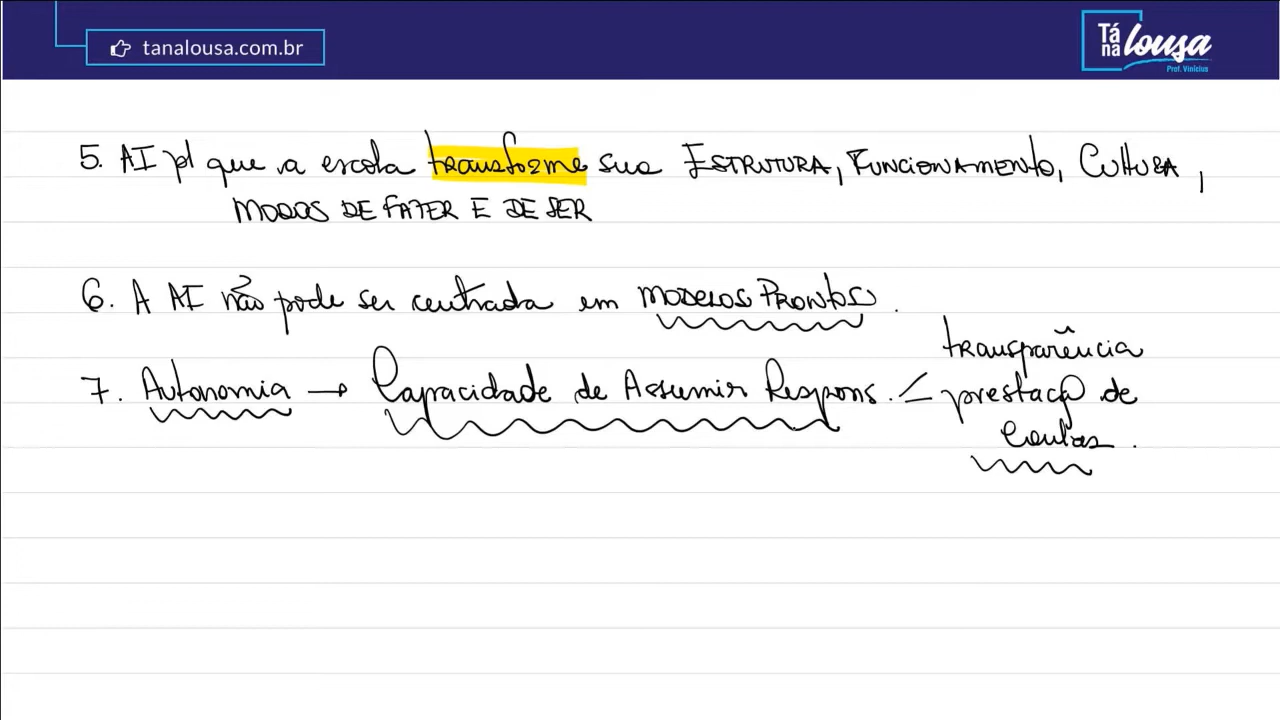 tanalousa.com.br
Tá na lousa
Prof. Vinícius
5. AI p/ que a escola transforme sua ESTRUTURA, FUNCIONAMENTO, CULTURA,
MODOS DE FAZER E DE SER
6. A AI não pode ser centrada em MODELOS PRONTOS.
transparência
7. Autonomia → Capacidade de Assumir Respons. < prestaçº de
Contas.